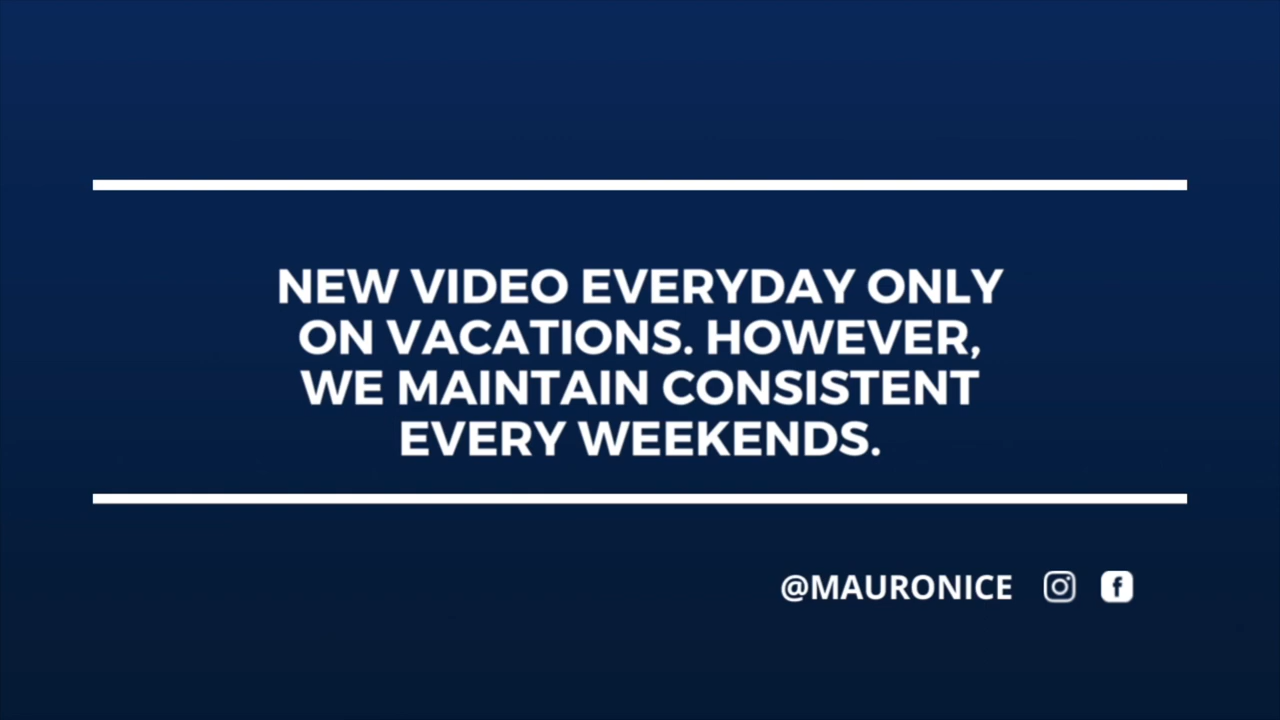 NEW VIDEO EVERYDAY ONLY
ON VACATIONS. HOWEVER,
WE MAINTAIN CONSISTENT
EVERY WEEKENDS.
@MAURONICE